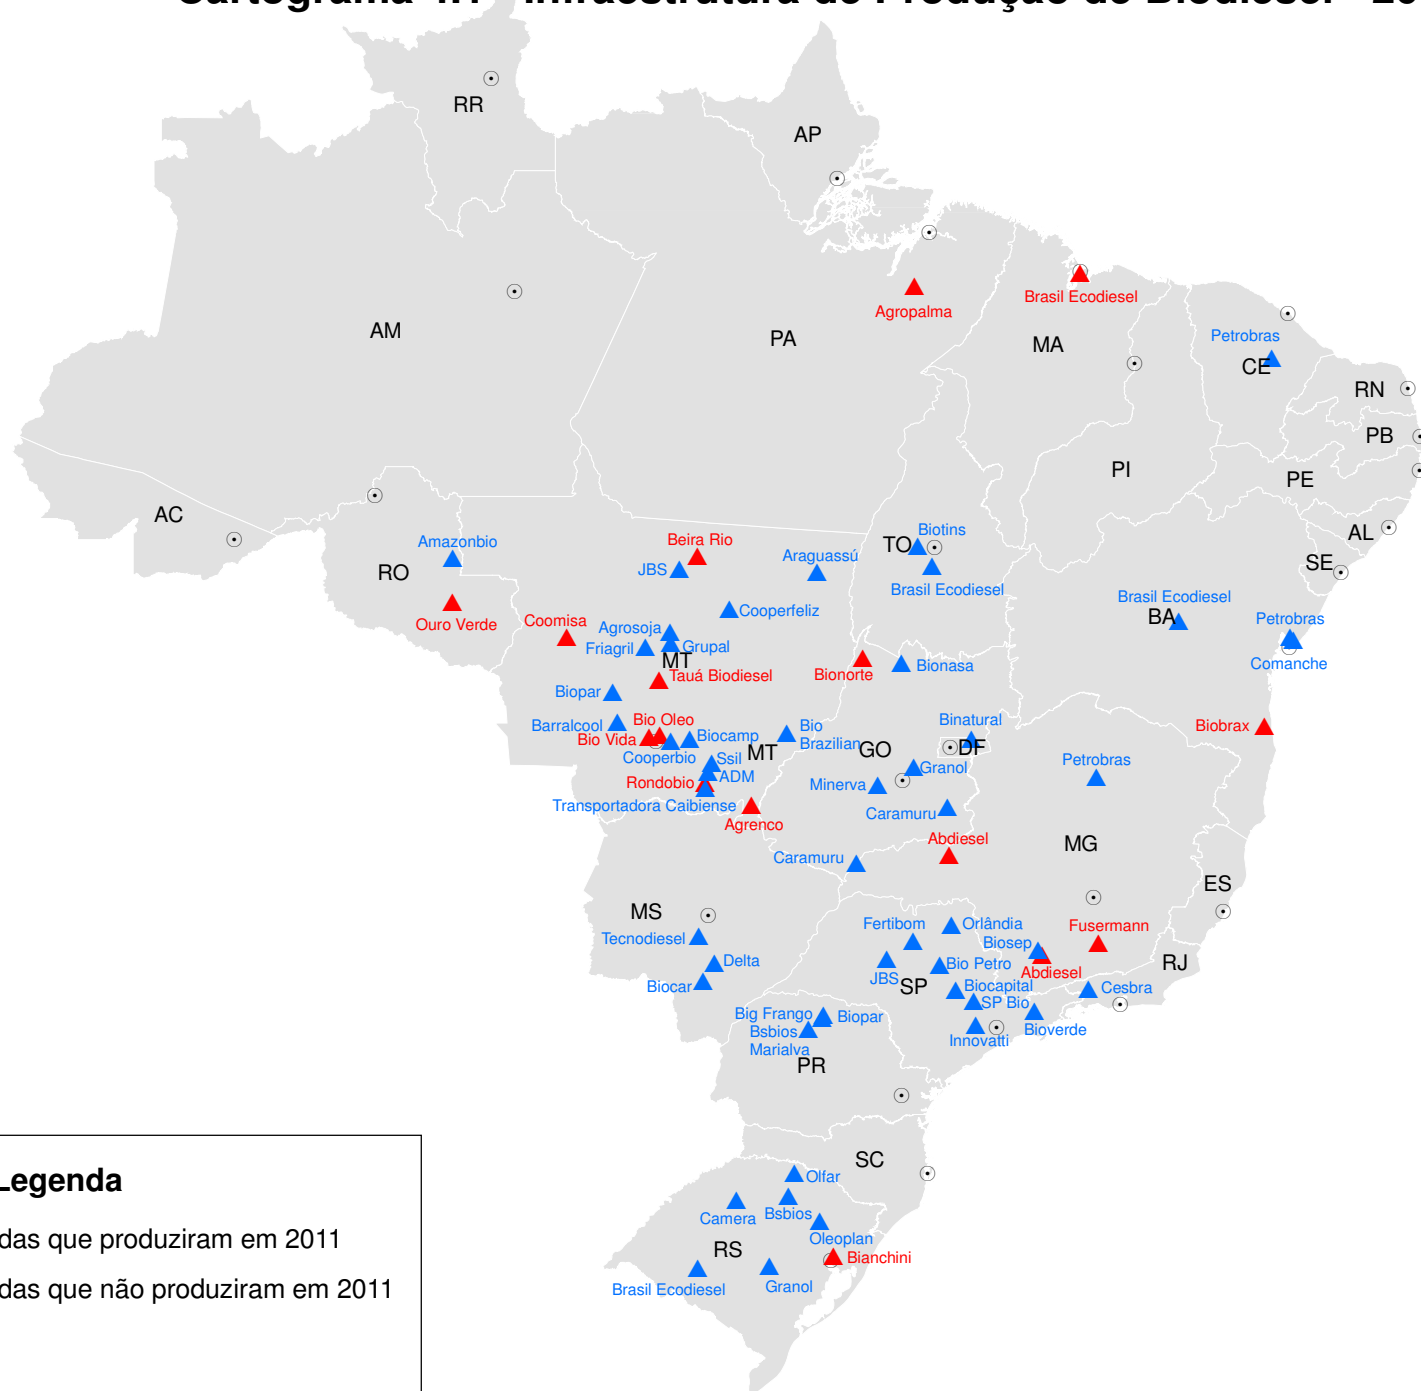 RR
AP
Agropalma
Brasil Ecodiesel
Petrobras
AM
PA
MA
CE
RN
PB
PI
PE
AC
AL
Biotins
TO
Beira Rio
Amazonbio
Araguassú
SE
JBS
RO
Brasil Ecodiesel
Brasil Ecodiesel
Cooperfeliz
BA
Petrobras
Ouro Verde
Coomisa
Agrosoja
Friagril
Grupal
MT
Comanche
Bionasa
Bionorte
Tauá Biodiesel
Biopar
Bio Oleo
Binatural
Barralcool
Biobrax
Bio
Brazilian
Bio Vida
Biocamp
GO
DF
MT
Cooperbio
Ssil
Petrobras
Granol
ADM
Rondobio
Minerva
Transportadora Caibiense
Caramuru
Agrenco
Abdiesel
MG
Caramuru
ES
MS
Fertibom
Orlândia
Fusermann
Tecnodiesel
Biosep
Delta
Bio Petro
Abdiesel
RJ
JBS
SP
Biocapital
Biocar
Cesbra
SP Bio
Big Frango
Biopar
Bsbios
Marialva
Bioverde
Innovatti
PR
SC
Olfar
Camera
Bsbios
Oleoplan
RS
Bianchini
Brasil Ecodiesel
Granol
Legenda
das que produziram em 2011
das que não produziram em 2011